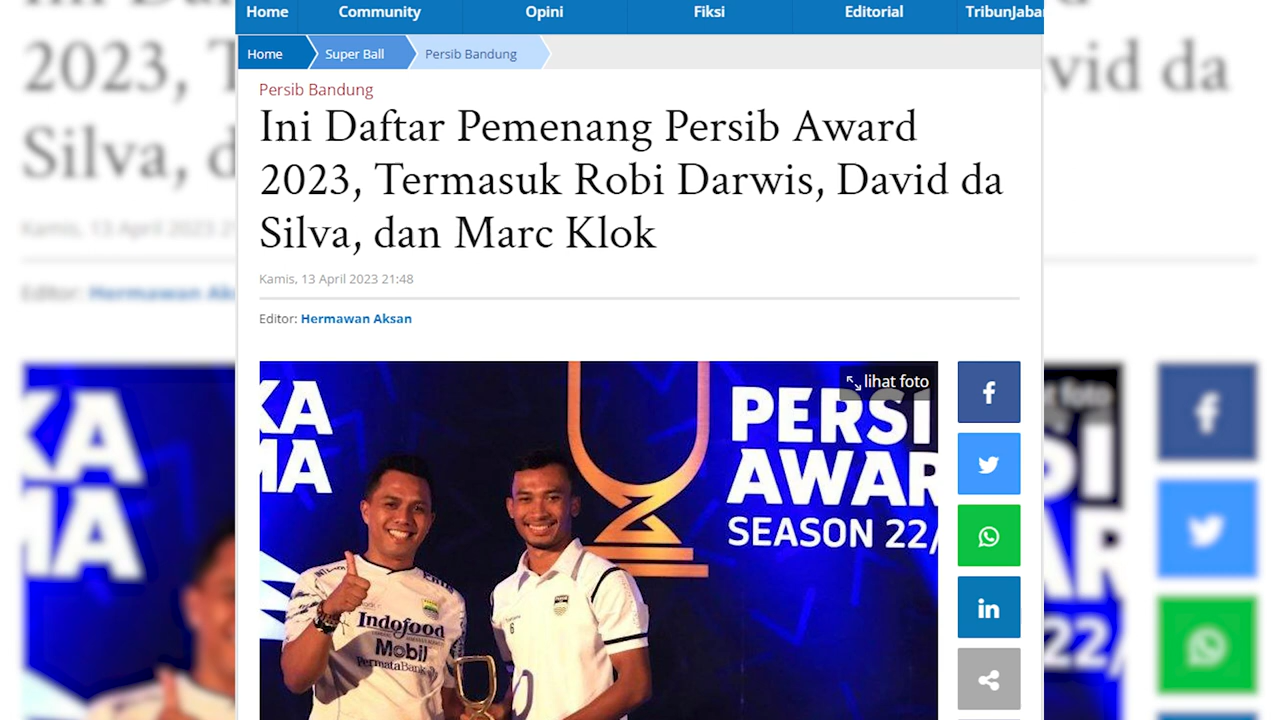 Home Community Opini Fiksi Editorial TribunJabar
Home Super Ball Persib Bandung
Persib Bandung
Ini Daftar Pemenang Persib Award
2023, Termasuk Robi Darwis, David da
Silva, dan Marc Klok
Kamis, 13 April 2023 21:48
Editor: Hermawan Aksan
lihat foto
KA
MA
PERSI
AWAR
SEASON 22/
Indofood
Mobil
PermataBank
6